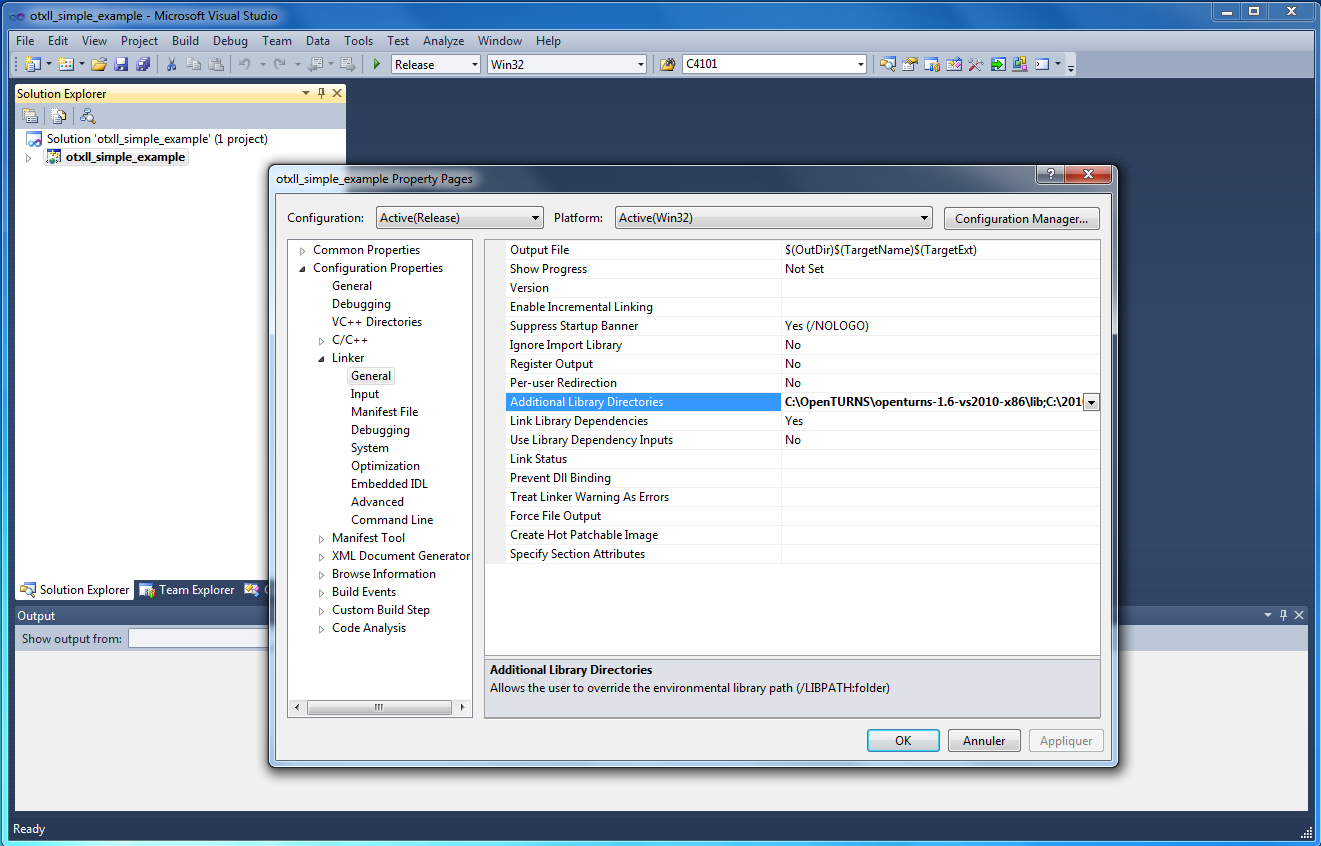 otxll_simple_example - Microsoft Visual Studio
File Edit View Project Build Debug Team Data Tools Test Analyze Window Help
Release Win32 C4101
Solution Explorer
Solution 'otxll_simple_example' (1 project)
otxll_simple_example
otxll_simple_example Property Pages
Configuration: Active(Release) Platform: Active(Win32) Configuration Manager...
Common Properties
Configuration Properties
General
Debugging
VC++ Directories
C/C++
Linker
General
Input
Manifest File
Debugging
System
Optimization
Embedded IDL
Advanced
Command Line
Manifest Tool
XML Document Generator
Browse Information
Build Events
Custom Build Step
Code Analysis
Output File $(OutDir)$(TargetName)$(TargetExt)
Show Progress Not Set
Version
Enable Incremental Linking
Suppress Startup Banner Yes (/NOLOGO)
Ignore Import Library No
Register Output No
Per-user Redirection No
Additional Library Directories C:\OpenTURNS\openturns-1.6-vs2010-x86\lib;C:\201
Link Library Dependencies Yes
Use Library Dependency Inputs No
Link Status
Prevent Dll Binding
Treat Linker Warning As Errors
Force File Output
Create Hot Patchable Image
Specify Section Attributes
Additional Library Directories
Allows the user to override the environmental library path (/LIBPATH:folder)
OK Annuler Appliquer
Solution Explorer Team Explorer
Output
Show output from:
Ready